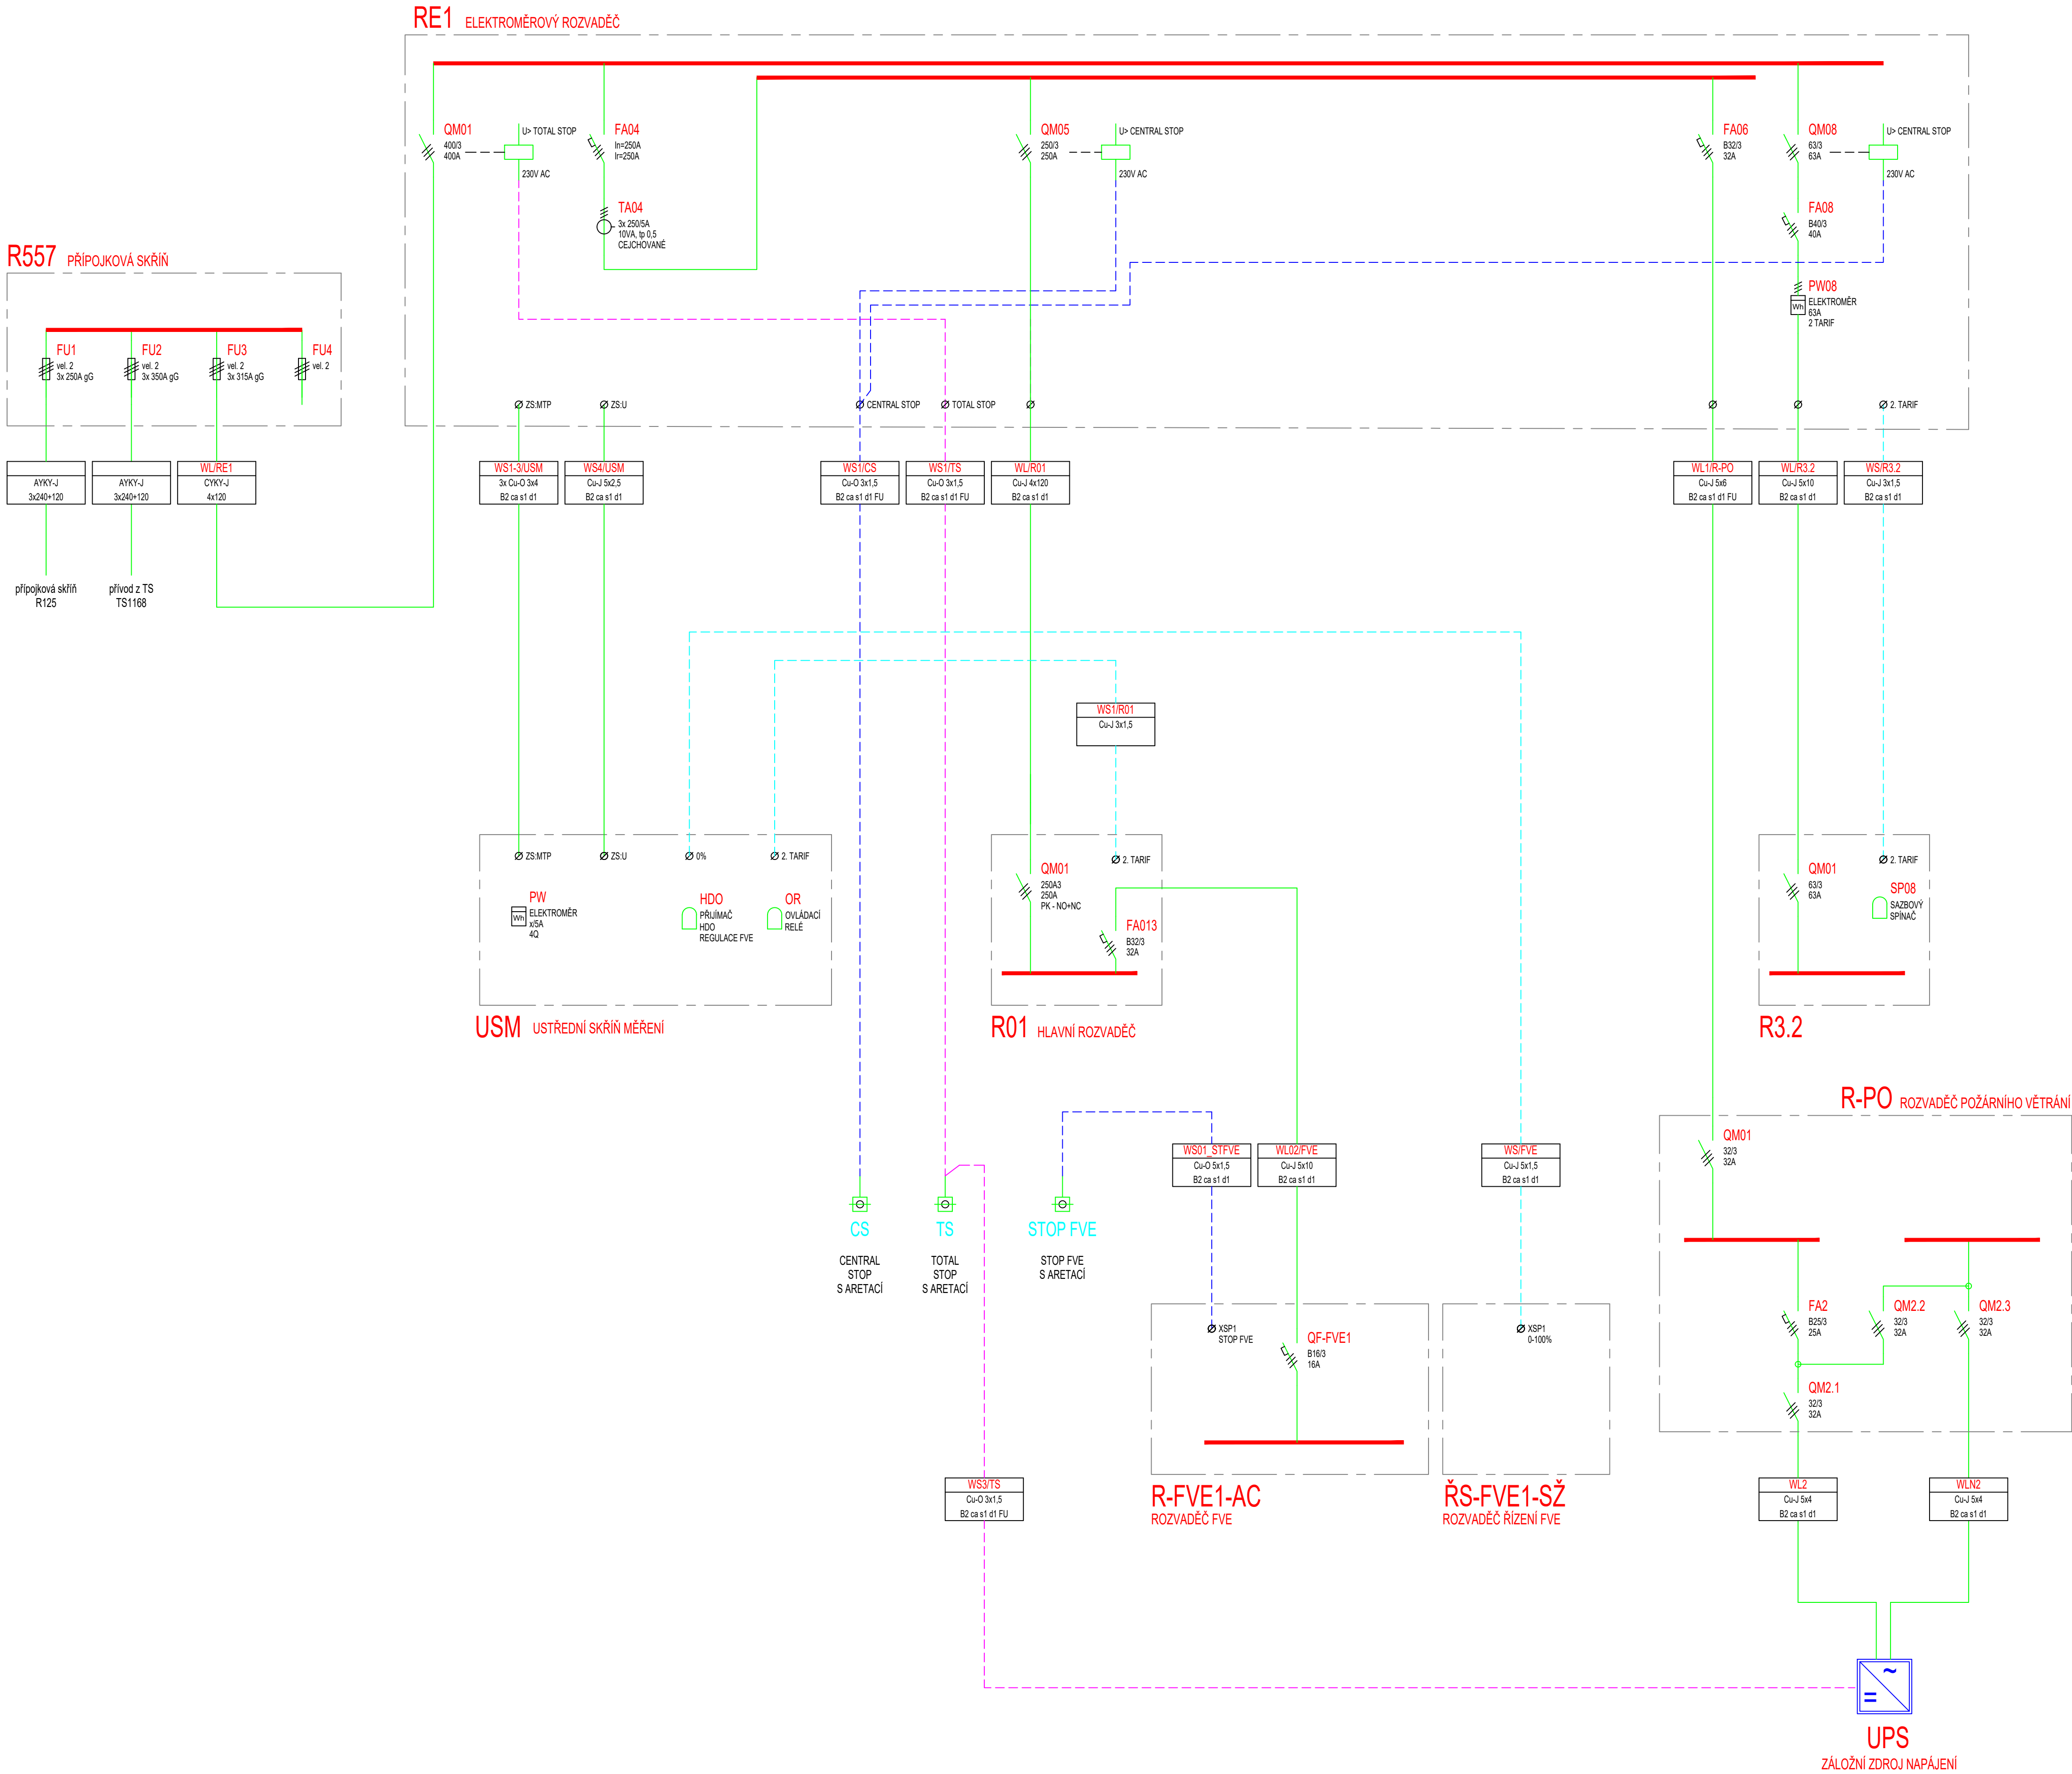 RE1 ELEKTROMĚROVÝ ROZVADĚČ
QM01
400/3
400A
U> TOTAL STOP
230V AC
FA04
In=250A
Ir=250A
TA04
3x 250/5A
10VA, tp 0,5
CEJCHOVANÉ
QM05
250/3
250A
U> CENTRAL STOP
230V AC
FA06
B32/3
32A
QM08
63/3
63A
U> CENTRAL STOP
230V AC
FA08
B40/3
40A
PW08
Wh
ELEKTROMĚR
63A
2 TARIF
ZS:MTP
ZS:U
CENTRAL STOP
TOTAL STOP
2. TARIF
R557 PŘÍPOJKOVÁ SKŘÍŇ
FU1
vel. 2
3x 250A gG
FU2
vel. 2
3x 350A gG
FU3
vel. 2
3x 315A gG
FU4
vel. 2
AYKY-J
3x240+120
AYKY-J
3x240+120
WL/RE1
CYKY-J
4x120
WS1-3/USM
3x Cu-O 3x4
B2 ca s1 d1
WS4/USM
Cu-J 5x2,5
B2 ca s1 d1
WS1/CS
Cu-O 3x1,5
B2 ca s1 d1 FU
WS1/TS
Cu-O 3x1,5
B2 ca s1 d1 FU
WL/R01
Cu-J 4x120
B2 ca s1 d1
WL1/R-PO
Cu-J 5x6
B2 ca s1 d1 FU
WL/R3.2
Cu-J 5x10
B2 ca s1 d1
WS/R3.2
Cu-J 3x1,5
B2 ca s1 d1
přípojková skříň
R125
přívod z TS
TS1168
WS1/R01
Cu-J 3x1,5
ZS:MTP
ZS:U
0%
2. TARIF
PW
Wh
ELEKTROMĚR
x/5A
4Q
HDO
PŘIJÍMAČ
HDO
REGULACE FVE
OR
OVLÁDACÍ
RELÉ
USM USTŘEDNÍ SKŘÍŇ MĚŘENÍ
2. TARIF
QM01
250A3
250A
PK - NO+NC
FA013
B32/3
32A
R01 HLAVNÍ ROZVADĚČ
2. TARIF
QM01
63/3
63A
SP08
SAZBOVÝ
SPÍNAČ
R3.2
R-PO ROZVADĚČ POŽÁRNÍHO VĚTRÁNÍ
QM01
32/3
32A
FA2
B25/3
25A
QM2.2
32/3
32A
QM2.3
32/3
32A
QM2.1
32/3
32A
WS01_STFVE
Cu-O 5x1,5
B2 ca s1 d1
WL02/FVE
Cu-J 5x10
B2 ca s1 d1
WS/FVE
Cu-J 5x1,5
B2 ca s1 d1
CS
CENTRAL
STOP
S ARETACÍ
TS
TOTAL
STOP
S ARETACÍ
STOP FVE
STOP FVE
S ARETACÍ
XSP1
STOP FVE
QF-FVE1
B16/3
16A
XSP1
0-100%
R-FVE1-AC
ROZVADĚČ FVE
ŘS-FVE1-SŽ
ROZVADĚČ ŘÍZENÍ FVE
WS3/TS
Cu-O 3x1,5
B2 ca s1 d1 FU
WL2
Cu-J 5x4
B2 ca s1 d1
WLN2
Cu-J 5x4
B2 ca s1 d1
UPS
ZÁLOŽNÍ ZDROJ NAPÁJENÍ